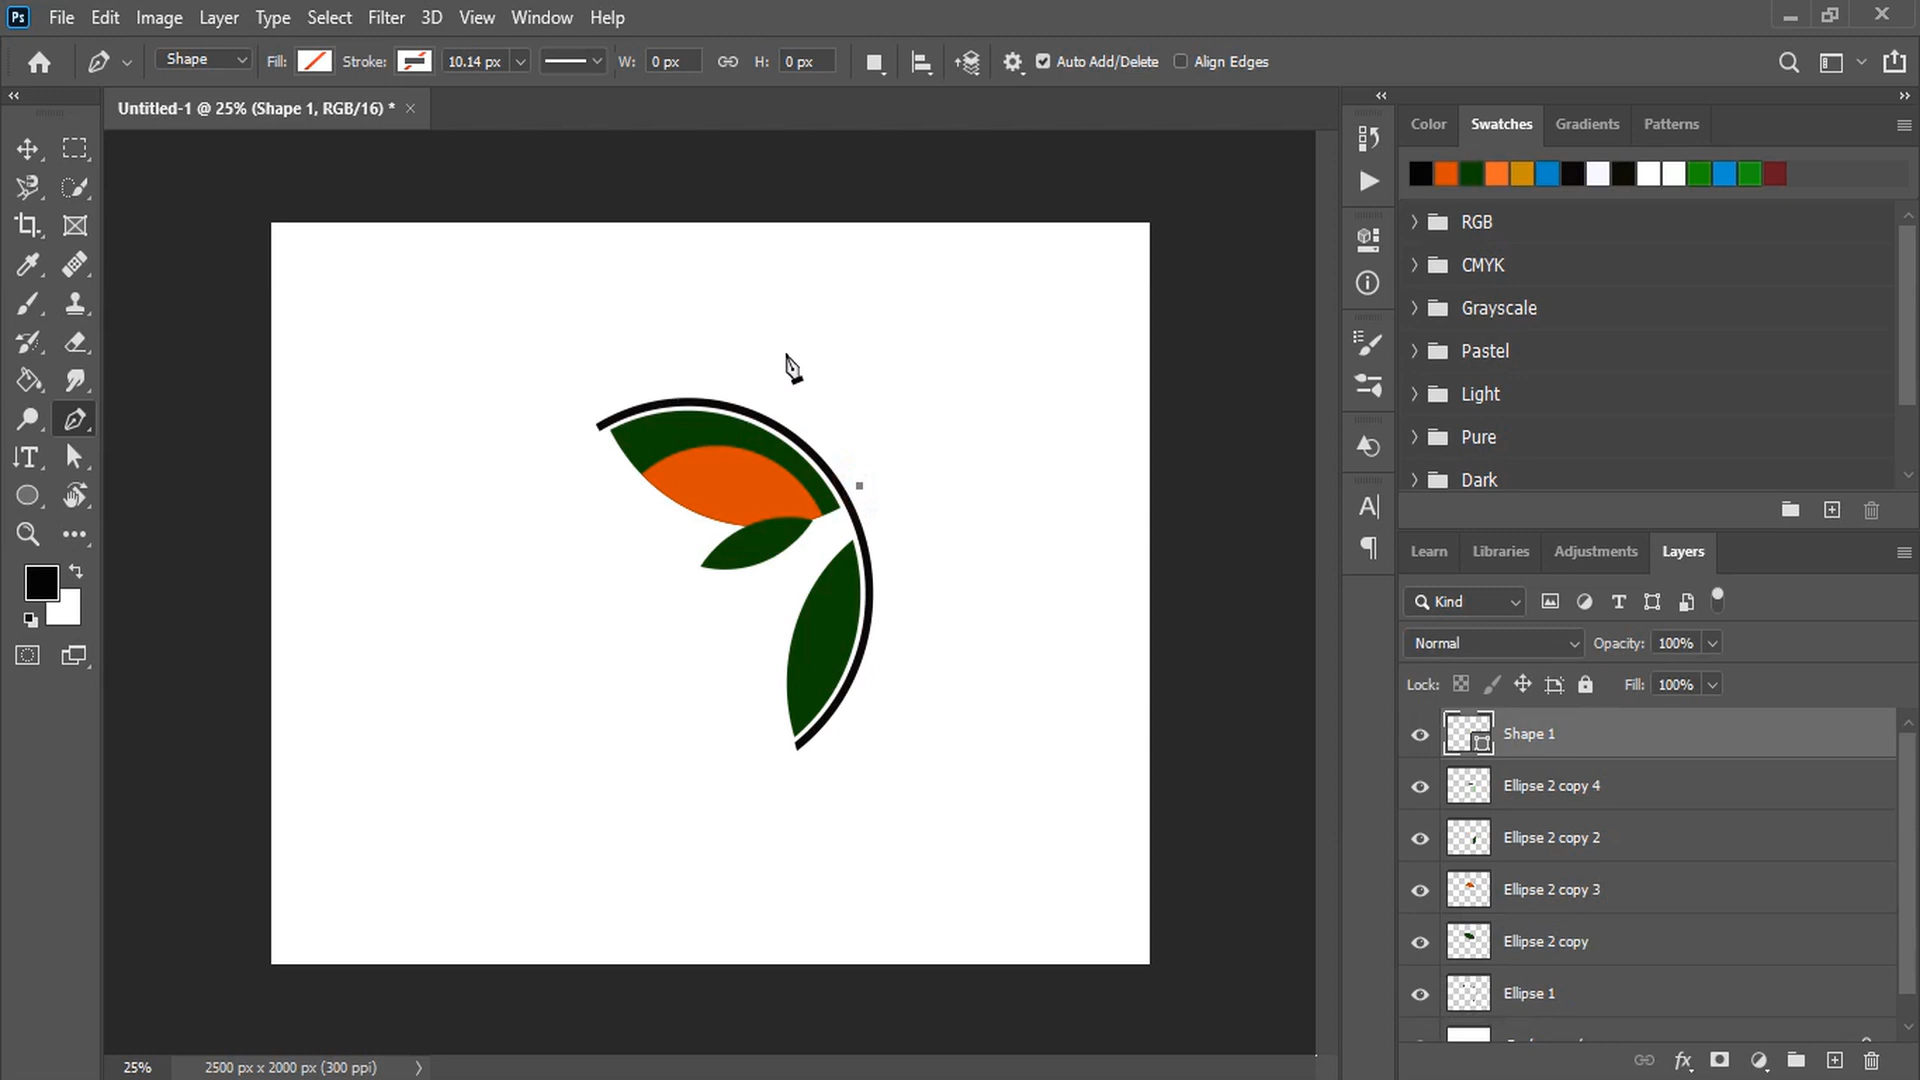 Ps File Edit Image Layer Type Select Filter 3D View Window Help
Shape Fill: Stroke: 10.14 px W: 0 px H: 0 px Auto Add/Delete Align Edges
Untitled-1 @ 25% (Shape 1, RGB/16) *
Color Swatches Gradients Patterns
RGB
CMYK
Grayscale
Pastel
Light
Pure
Dark
Learn Libraries Adjustments Layers
Kind
Normal Opacity: 100%
Lock: Fill: 100%
Shape 1
Ellipse 2 copy 4
Ellipse 2 copy 2
Ellipse 2 copy 3
Ellipse 2 copy
Ellipse 1
25% 2500 px x 2000 px (300 ppi)